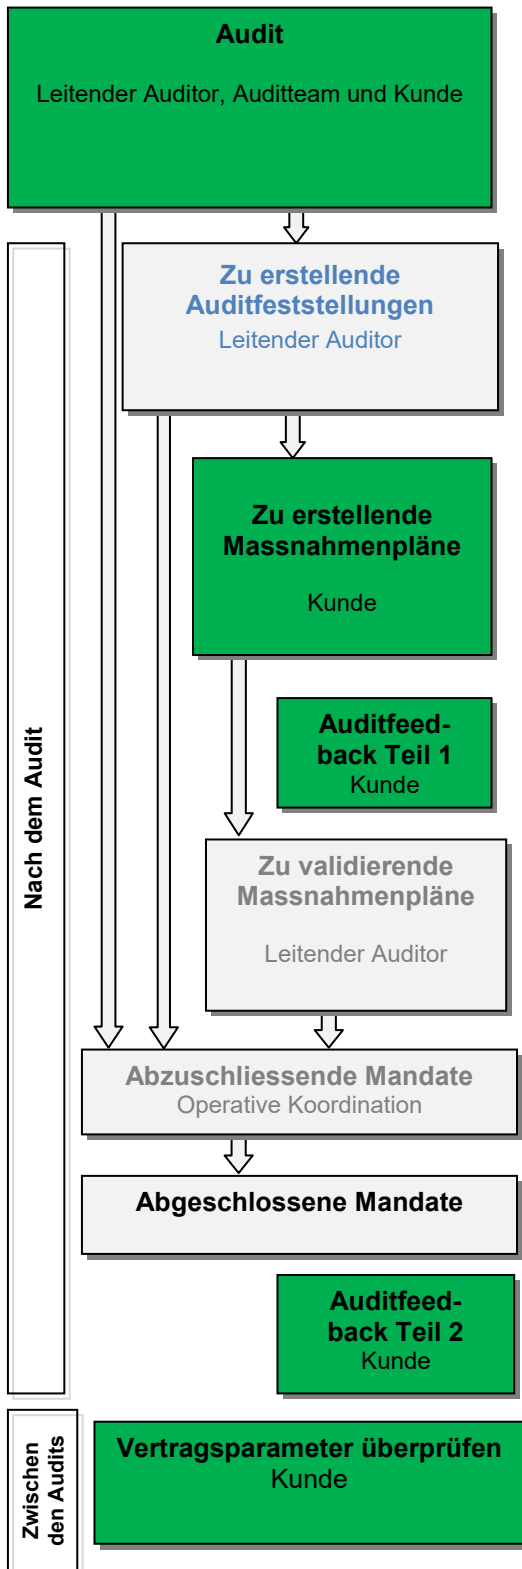 Audit
Leitender Auditor, Auditteam und Kunde
Zu erstellende
Auditfeststellungen
Leitender Auditor
Zu erstellende
Massnahmenpläne
Kunde
Nach dem Audit
Auditfeed-
back Teil 1
Kunde
Zu validierende
Massnahmenpläne
Leitender Auditor
Abzuschliessende Mandate
Operative Koordination
Abgeschlossene Mandate
Auditfeed-
back Teil 2
Kunde
Zwischen
den Audits
Vertragsparameter überprüfen
Kunde